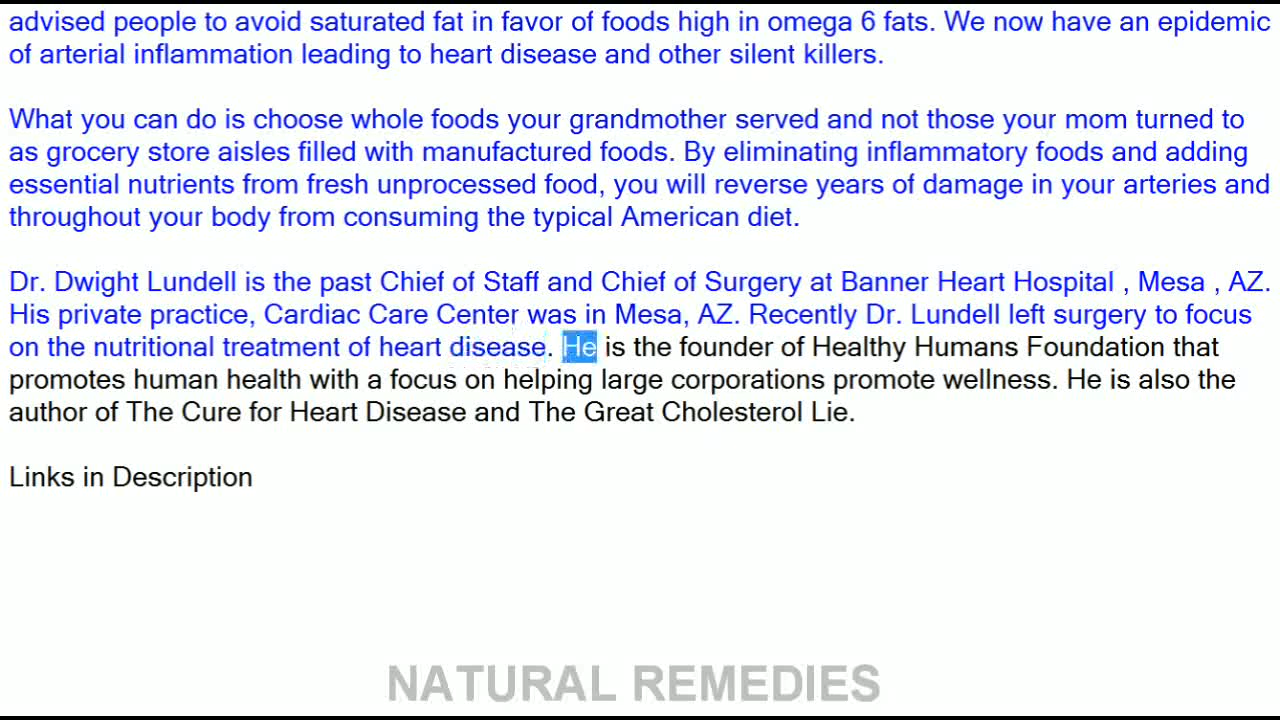 advised people to avoid saturated fat in favor of foods high in omega 6 fats. We now have an epidemic
of arterial inflammation leading to heart disease and other silent killers.
What you can do is choose whole foods your grandmother served and not those your mom turned to
as grocery store aisles filled with manufactured foods. By eliminating inflammatory foods and adding
essential nutrients from fresh unprocessed food, you will reverse years of damage in your arteries and
throughout your body from consuming the typical American diet.
Dr. Dwight Lundell is the past Chief of Staff and Chief of Surgery at Banner Heart Hospital , Mesa , AZ.
His private practice, Cardiac Care Center was in Mesa, AZ. Recently Dr. Lundell left surgery to focus
on the nutritional treatment of heart disease. He is the founder of Healthy Humans Foundation that
promotes human health with a focus on helping large corporations promote wellness. He is also the
author of The Cure for Heart Disease and The Great Cholesterol Lie.
Links in Description
NATURAL REMEDIES